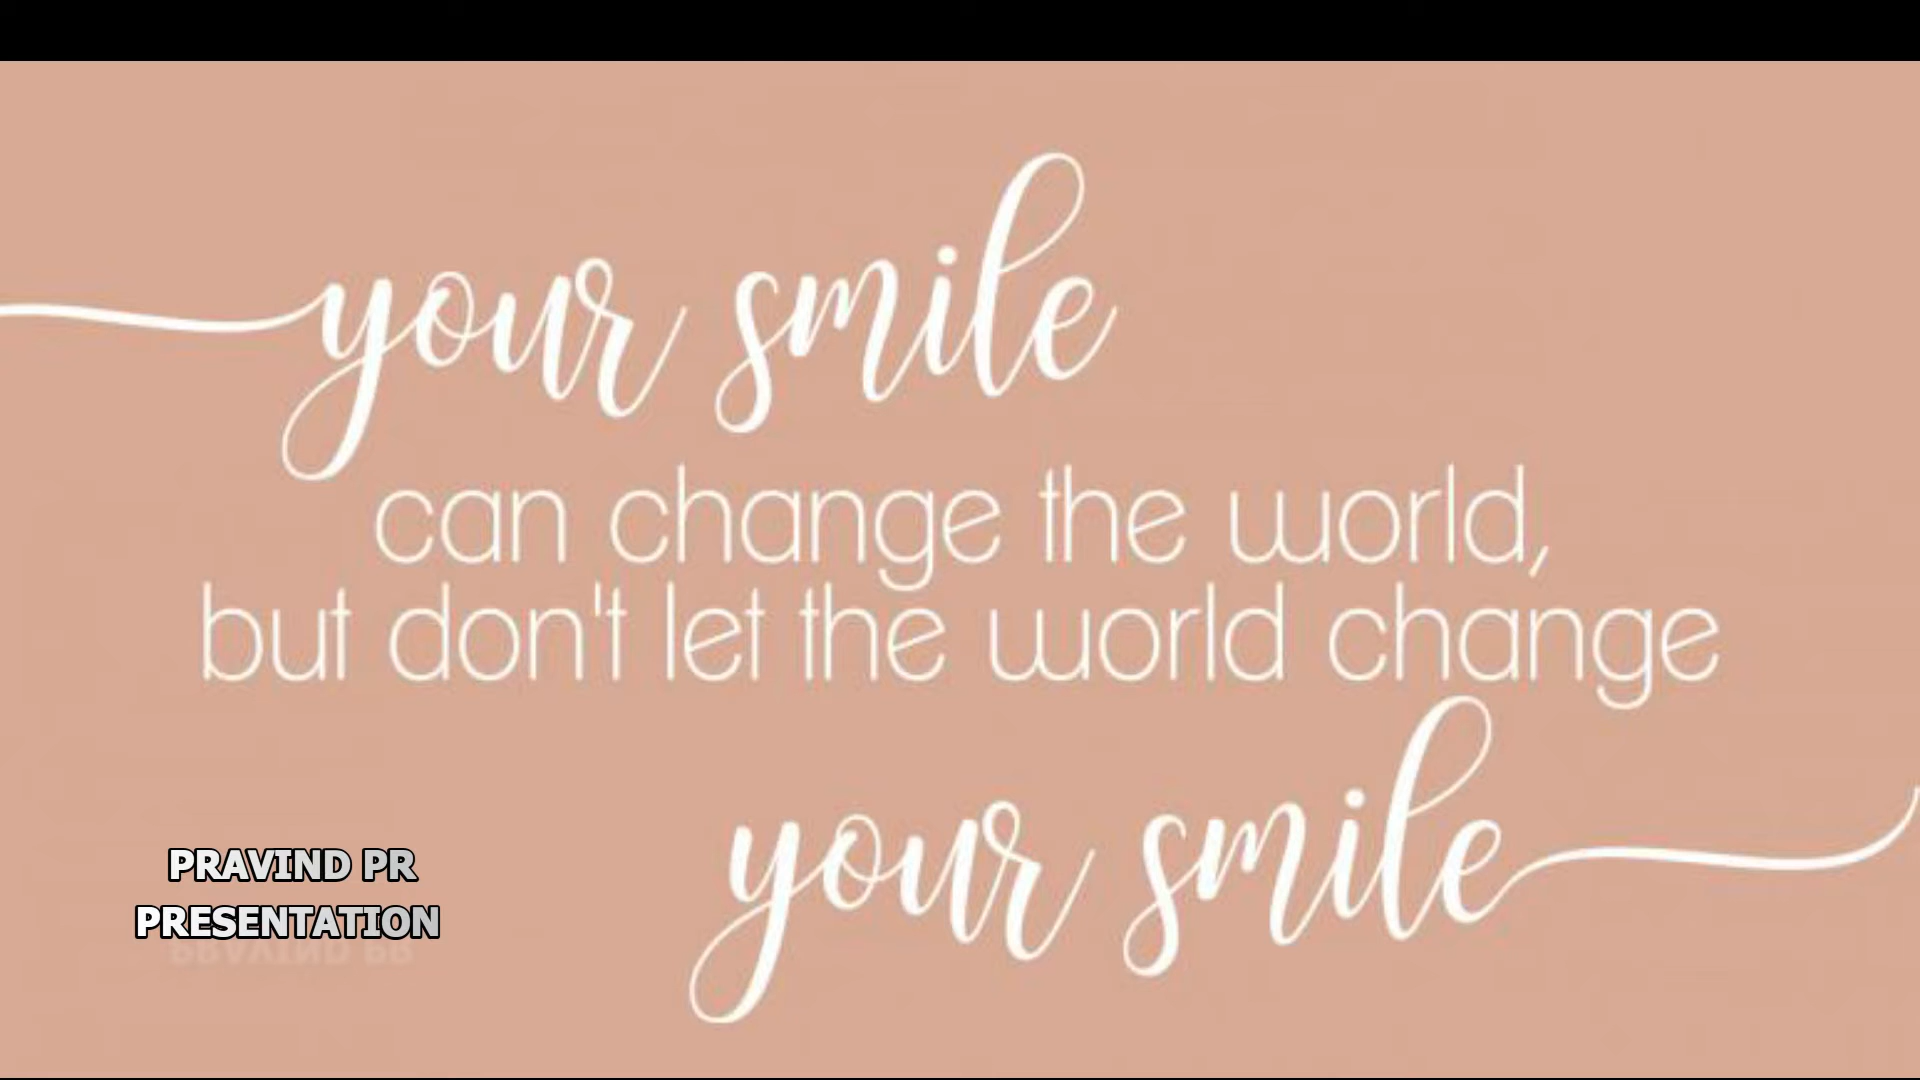 your smile
can change the world,
but don't let the world change
your smile
PRAVIND PR
PRESENTATION